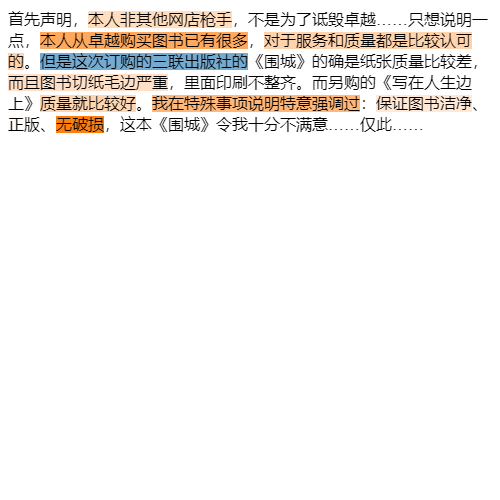 首先声明，本人非其他网店枪手，不是为了诋毁卓越……只想说明一
点，本人从卓越购买图书已有很多，对于服务和质量都是比较认可
的。但是这次订购的三联出版社的《围城》的确是纸张质量比较差，
而且图书切纸毛边严重，里面印刷不整齐。而另购的《写在人生边
上》质量就比较好。我在特殊事项说明特意强调过：保证图书洁净、
正版、无破损，这本《围城》令我十分不满意……仅此……